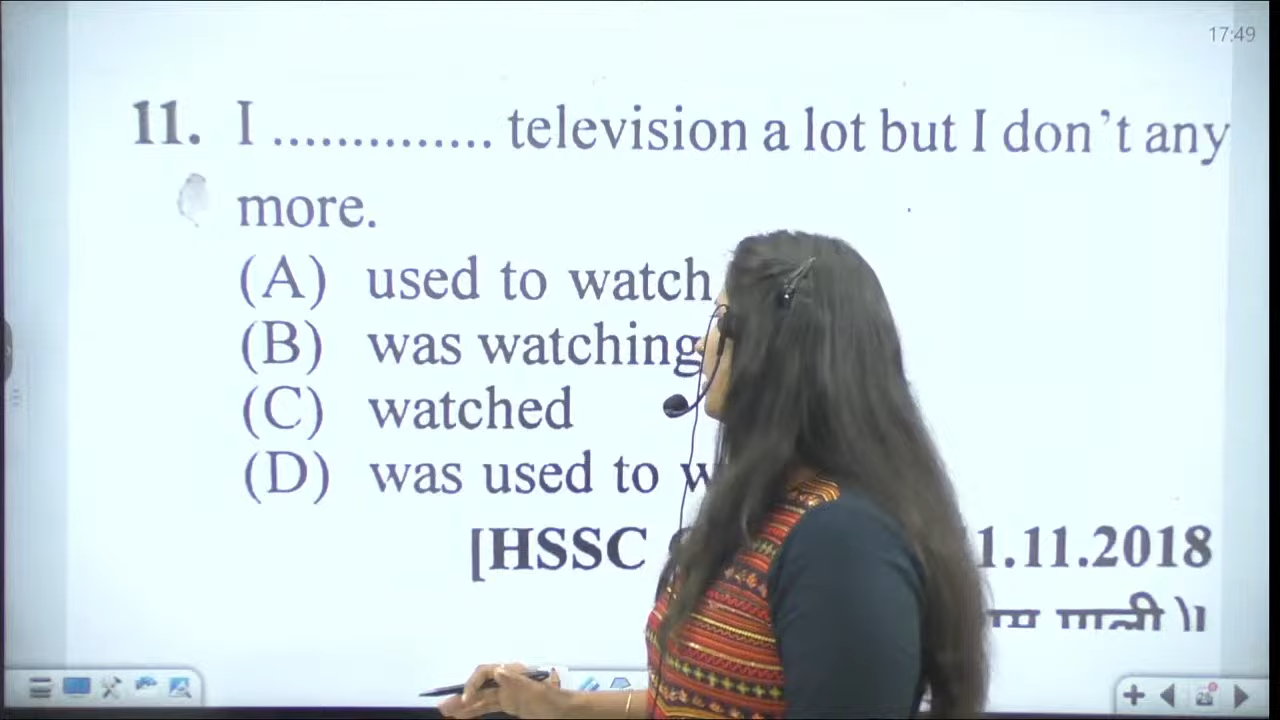 17:49
11. I .............. television a lot but I don't any
more.
(A) used to watch
(B) was watching
(C) watched
(D) was used to
[HSSC 1.11.2018